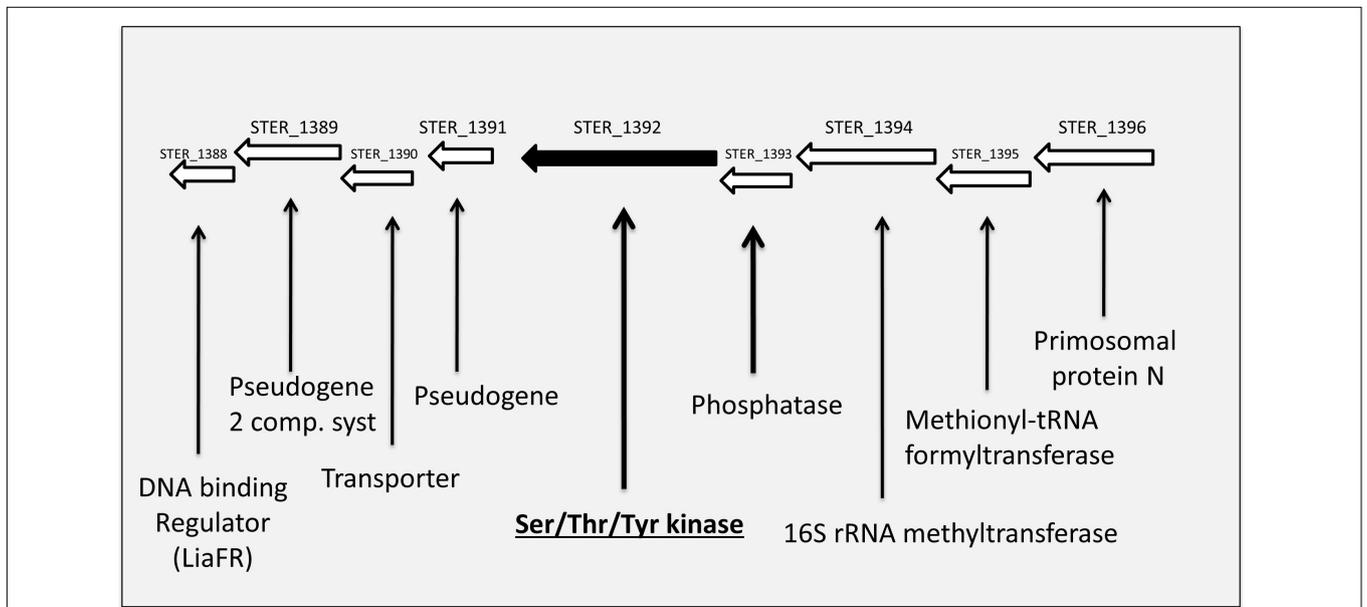 STER_1389
STER_1391
STER_1392
STER_1394
STER_1396
STER_1388
STER_1390
STER_1393
STER_1395
Primosomal
protein N
Pseudogene
2 comp. syst
Pseudogene
Phosphatase
Methionyl-tRNA
formyltransferase
Transporter
DNA binding
Regulator
(LiaFR)
Ser/Thr/Tyr kinase
16S rRNA methyltransferase